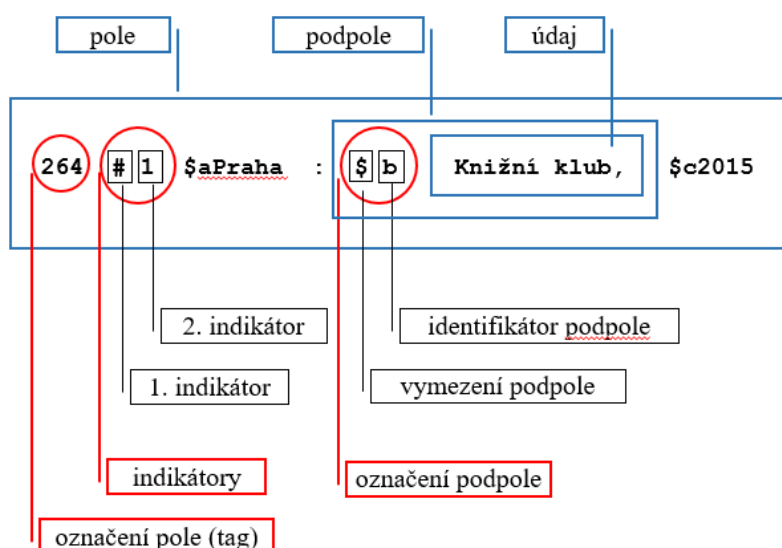 pole podpole údaj
264 #1 $aPraha : $b Knižní klub, $c2015
2. indikátor identifikátor podpole
1. indikátor vymezení podpole
indikátory označení podpole
označení pole (tag)